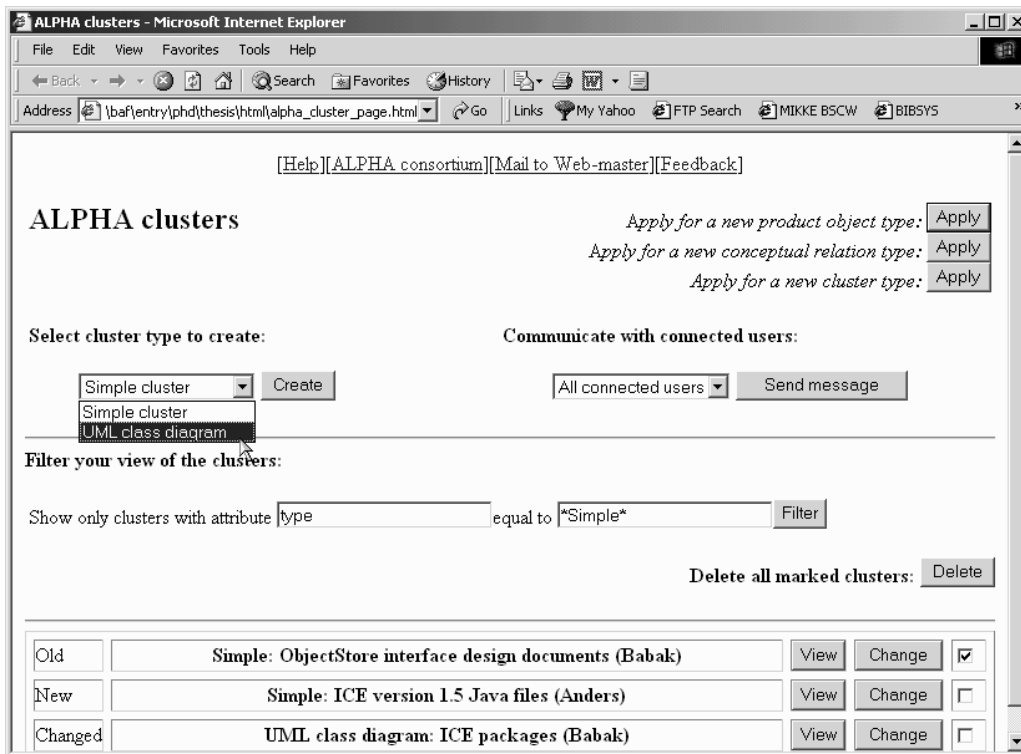 ALPHA clusters - Microsoft Internet Explorer
File Edit View Favorites Tools Help
Back Search Favorites History
Address \baf\entry\phd\thesis\html\alpha_cluster_page.html Go Links My Yahoo FTP Search MIKKE BSCW BIBSYS »
[Help][ALPHA consortium][Mail to Web-master][Feedback]
ALPHA clusters
Apply for a new product object type: Apply
Apply for a new conceptual relation type: Apply
Apply for a new cluster type: Apply
Select cluster type to create: Communicate with connected users:
Simple cluster Create All connected users Send message
Simple cluster
UML class diagram
Filter your view of the clusters:
Show only clusters with attribute type equal to *Simple* Filter
Delete all marked clusters: Delete
Old Simple: ObjectStore interface design documents (Babak) View Change
New Simple: ICE version 1.5 Java files (Anders) View Change
Changed UML class diagram: ICE packages (Babak) View Change